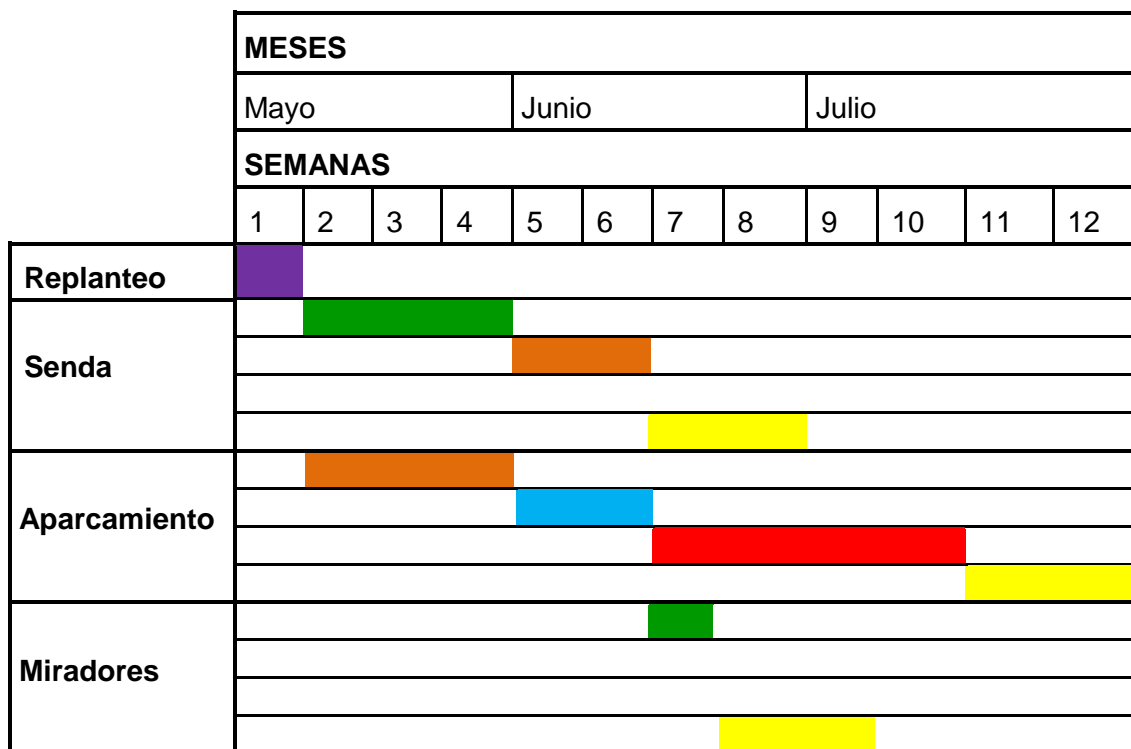 MESES
Mayo Junio Julio
SEMANAS
1 2 3 4 5 6 7 8 9 10 11 12
Replanteo
Senda
Aparcamiento
Miradores